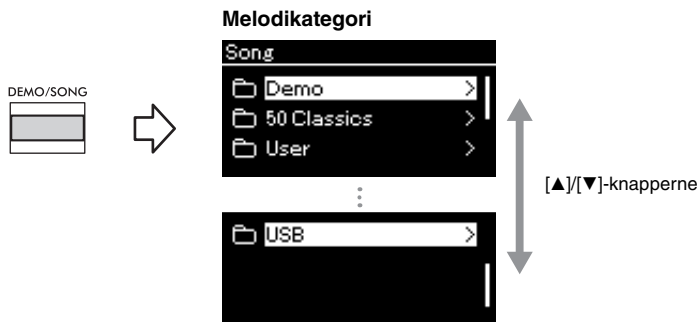 Melodikategori
DEMO/SONG
Song
Demo >
50 Classics >
User >
[▲]/[▼]-knapperne
USB >